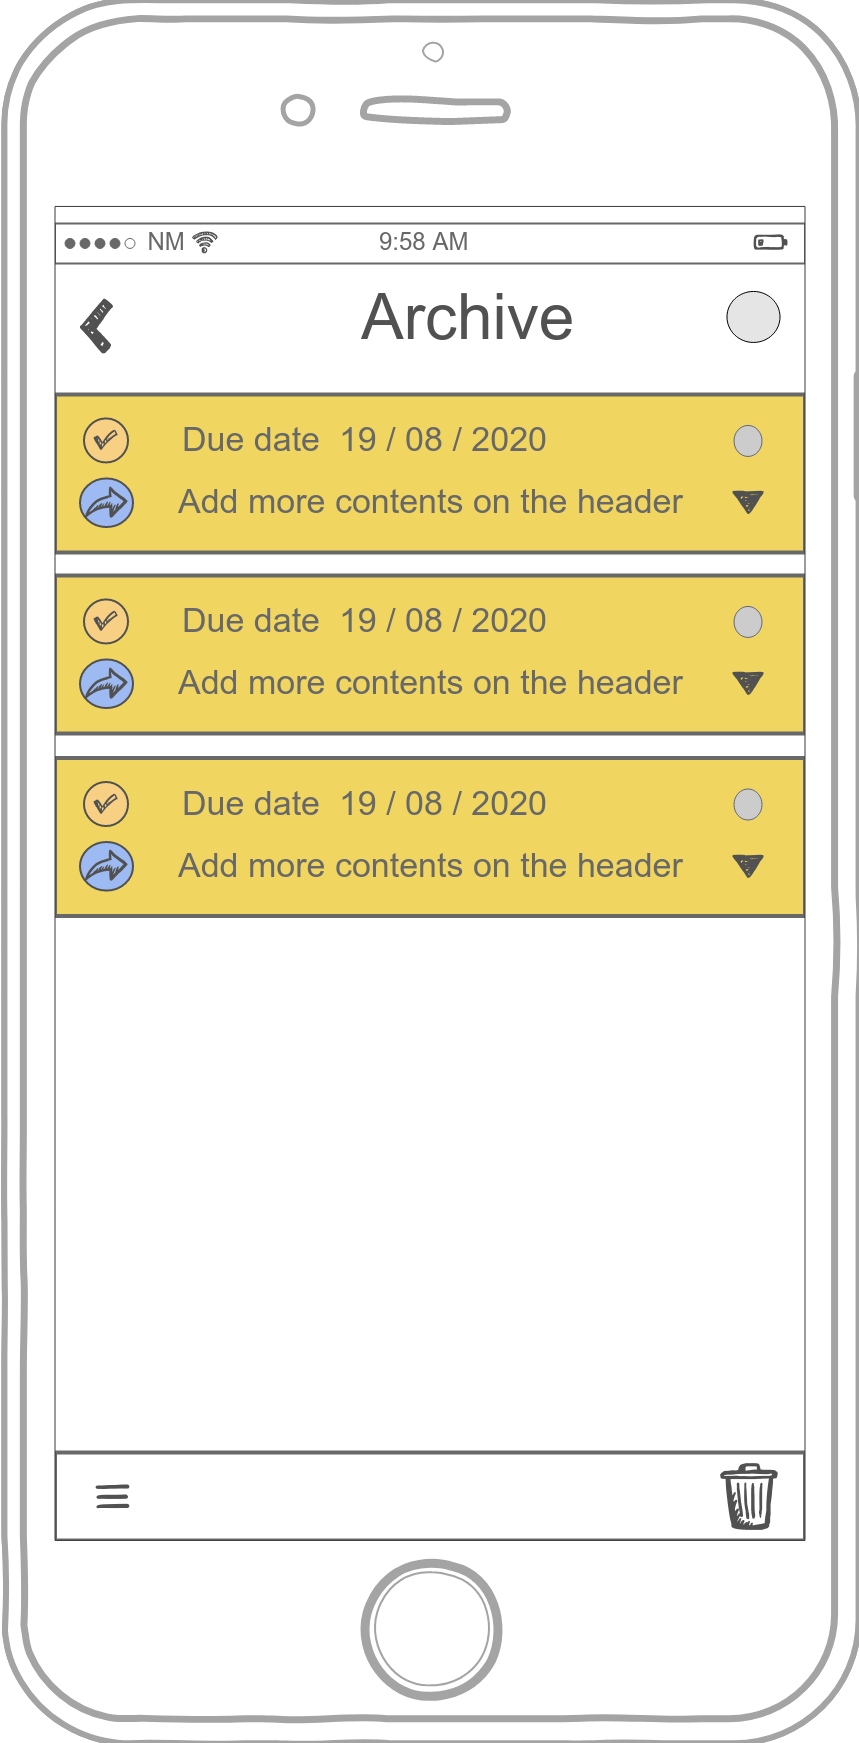 NM 9:58 AM
Archive
Due date 19 / 08 / 2020
Add more contents on the header
Due date 19 / 08 / 2020
Add more contents on the header
Due date 19 / 08 / 2020
Add more contents on the header